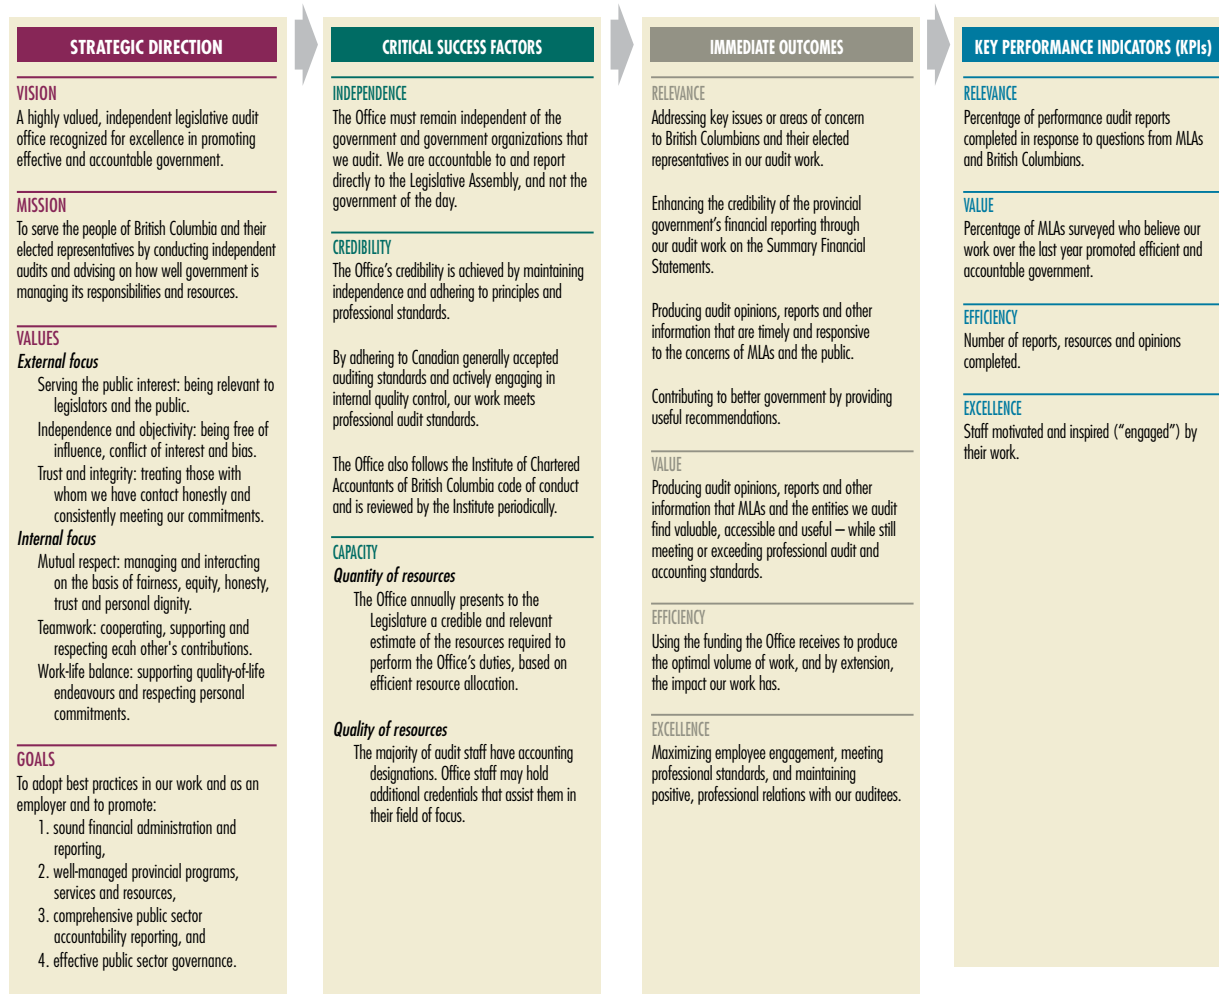 STRATEGIC DIRECTION
VISION
A highly valued, independent legislative audit
office recognized for excellence in promoting
effective and accountable government.
MISSION
To serve the people of British Columbia and their
elected representatives by conducting independent
audits and advising on how well government is
managing its responsibilities and resources.
VALUES
External focus
Serving the public interest: being relevant to
legislators and the public.
Independence and objectivity: being free of
influence, conflict of interest and bias.
Trust and integrity: treating those with
whom we have contact honestly and
consistently meeting our commitments.
Internal focus
Mutual respect: managing and interacting
on the basis of fairness, equity, honesty,
trust and personal dignity.
Teamwork: cooperating, supporting and
respecting ecah other's contributions.
Work-life balance: supporting quality-of-life
endeavours and respecting personal
commitments.
GOALS
To adopt best practices in our work and as an
employer and to promote:
1. sound financial administration and
reporting,
2. well-managed provincial programs,
services and resources,
3. comprehensive public sector
accountability reporting, and
4. effective public sector governance.
CRITICAL SUCCESS FACTORS
INDEPENDENCE
The Office must remain independent of the
government and government organizations that
we audit. We are accountable to and report
directly to the Legislative Assembly, and not the
government of the day.
CREDIBILITY
The Office's credibility is achieved by maintaining
independence and adhering to principles and
professional standards.
By adhering to Canadian generally accepted
auditing standards and actively engaging in
internal quality control, our work meets
professional audit standards.
The Office also follows the Institute of Chartered
Accountants of British Columbia code of conduct
and is reviewed by the Institute periodically.
CAPACITY
Quantity of resources
The Office annually presents to the
Legislature a credible and relevant
estimate of the resources required to
perform the Office's duties, based on
efficient resource allocation.
Quality of resources
The majority of audit staff have accounting
designations. Office staff may hold
additional credentials that assist them in
their field of focus.
IMMEDIATE OUTCOMES
RELEVANCE
Addressing key issues or areas of concern
to British Columbians and their elected
representatives in our audit work.
Enhancing the credibility of the provincial
government's financial reporting through
our audit work on the Summary Financial
Statements.
Producing audit opinions, reports and other
information that are timely and responsive
to the concerns of MLAs and the public.
Contributing to better government by providing
useful recommendations.
VALUE
Producing audit opinions, reports and other
information that MLAs and the entities we audit
find valuable, accessible and useful – while still
meeting or exceeding professional audit and
accounting standards.
EFFICIENCY
Using the funding the Office receives to produce
the optimal volume of work, and by extension,
the impact our work has.
EXCELLENCE
Maximizing employee engagement, meeting
professional standards, and maintaining
positive, professional relations with our auditees.
KEY PERFORMANCE INDICATORS (KPIs)
RELEVANCE
Percentage of performance audit reports
completed in response to questions from MLAs
and British Columbians.
VALUE
Percentage of MLAs surveyed who believe our
work over the last year promoted efficient and
accountable government.
EFFICIENCY
Number of reports, resources and opinions
completed.
EXCELLENCE
Staff motivated and inspired ("engaged") by
their work.